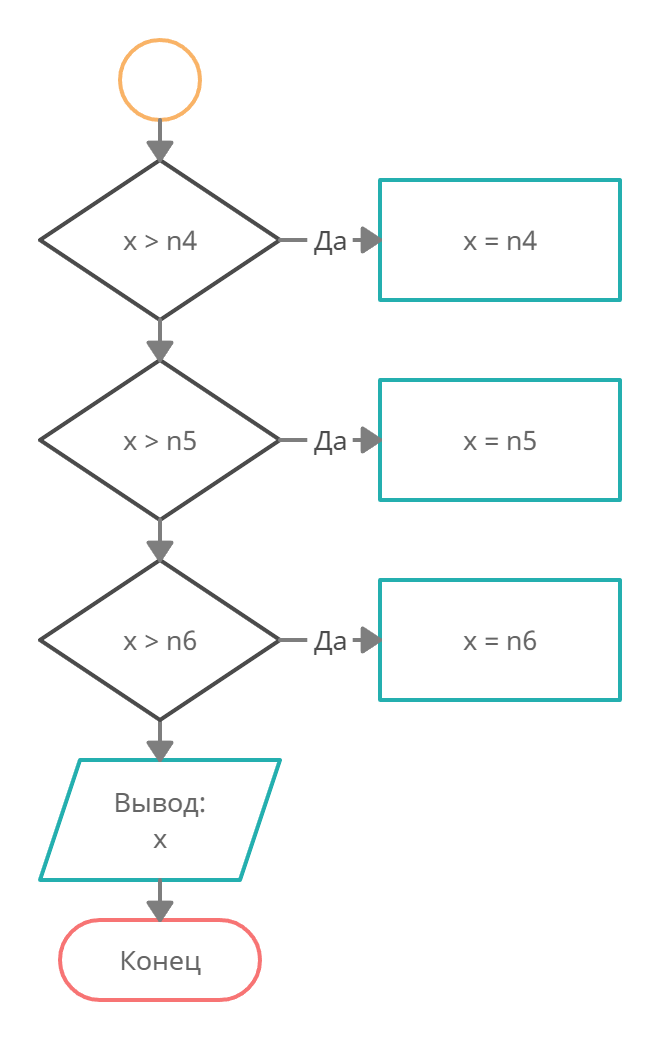 x > n4
Да
x = n4
x > n5
Да
x = n5
x > n6
Да
x = n6
Вывод:
x
Конец